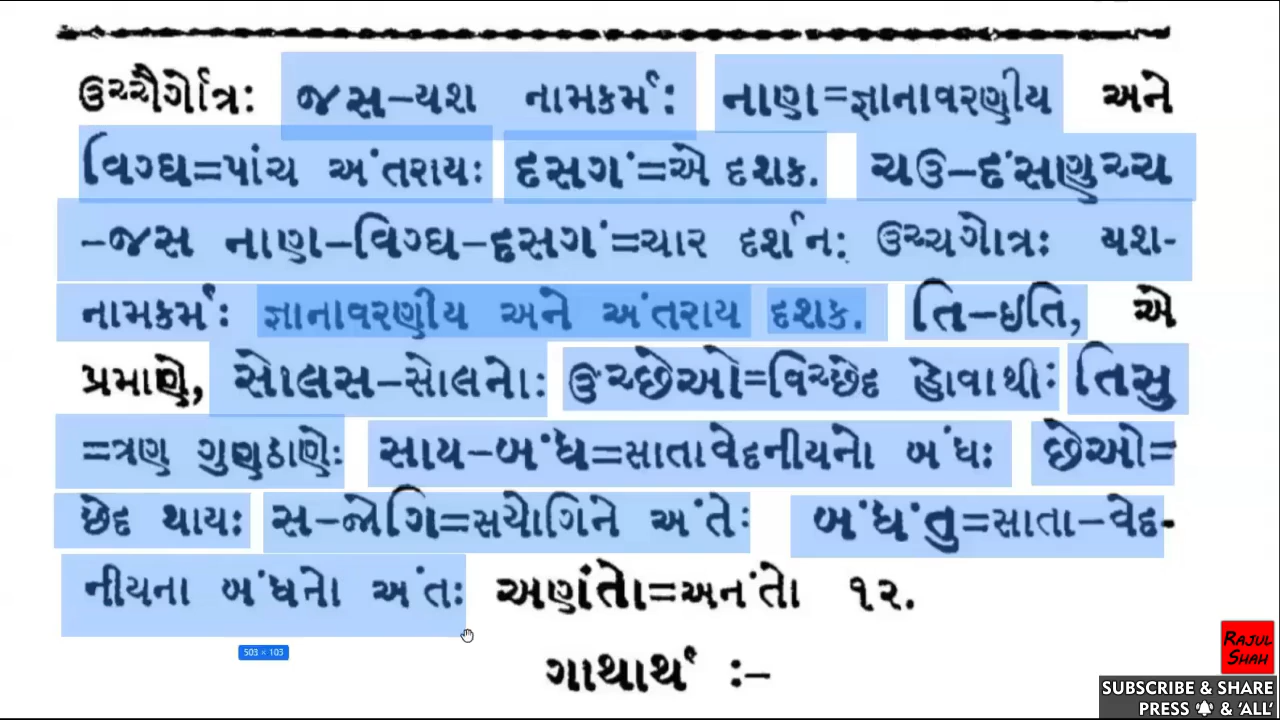 ઉચ્ચૈર્ગોત્ર: જસ-યશ નામકર્મ: નાણ=જ્ઞાનાવરણીય અને
વિગ્ઘ=પાંચ અંતરાય: દસગં=એ દશક. ચઉ-દંસણુચ્ચ
-જસ નાણ-વિગ્ઘ-દસગં=ચાર દર્શન: ઉચ્ચગોત્ર: યશ-
નામકર્મ: જ્ઞાનાવરણીય અને અંતરાય દશક. તિ-ઇતિ, એ
પ્રમાણે, સોલસ-સોલનો: ઉચ્છેઓ=વિચ્છેદ હોવાથી: તિસુ
=ત્રણ ગુણઠાણે: સાય-બંધ=સાતાવેદનીયનો બંધ: છેઓ=
છેદ થાય: સ-જોગિ=સયોગિને અંતે: બંધંતુ=સાતા-વેદ-
નીયના બંધનો અંત: અણંતો=અનંતો ૧૨.
503 × 103
ગાથાર્થ :-
RAJUL
SHAH
SUBSCRIBE & SHARE
PRESS & 'ALL'